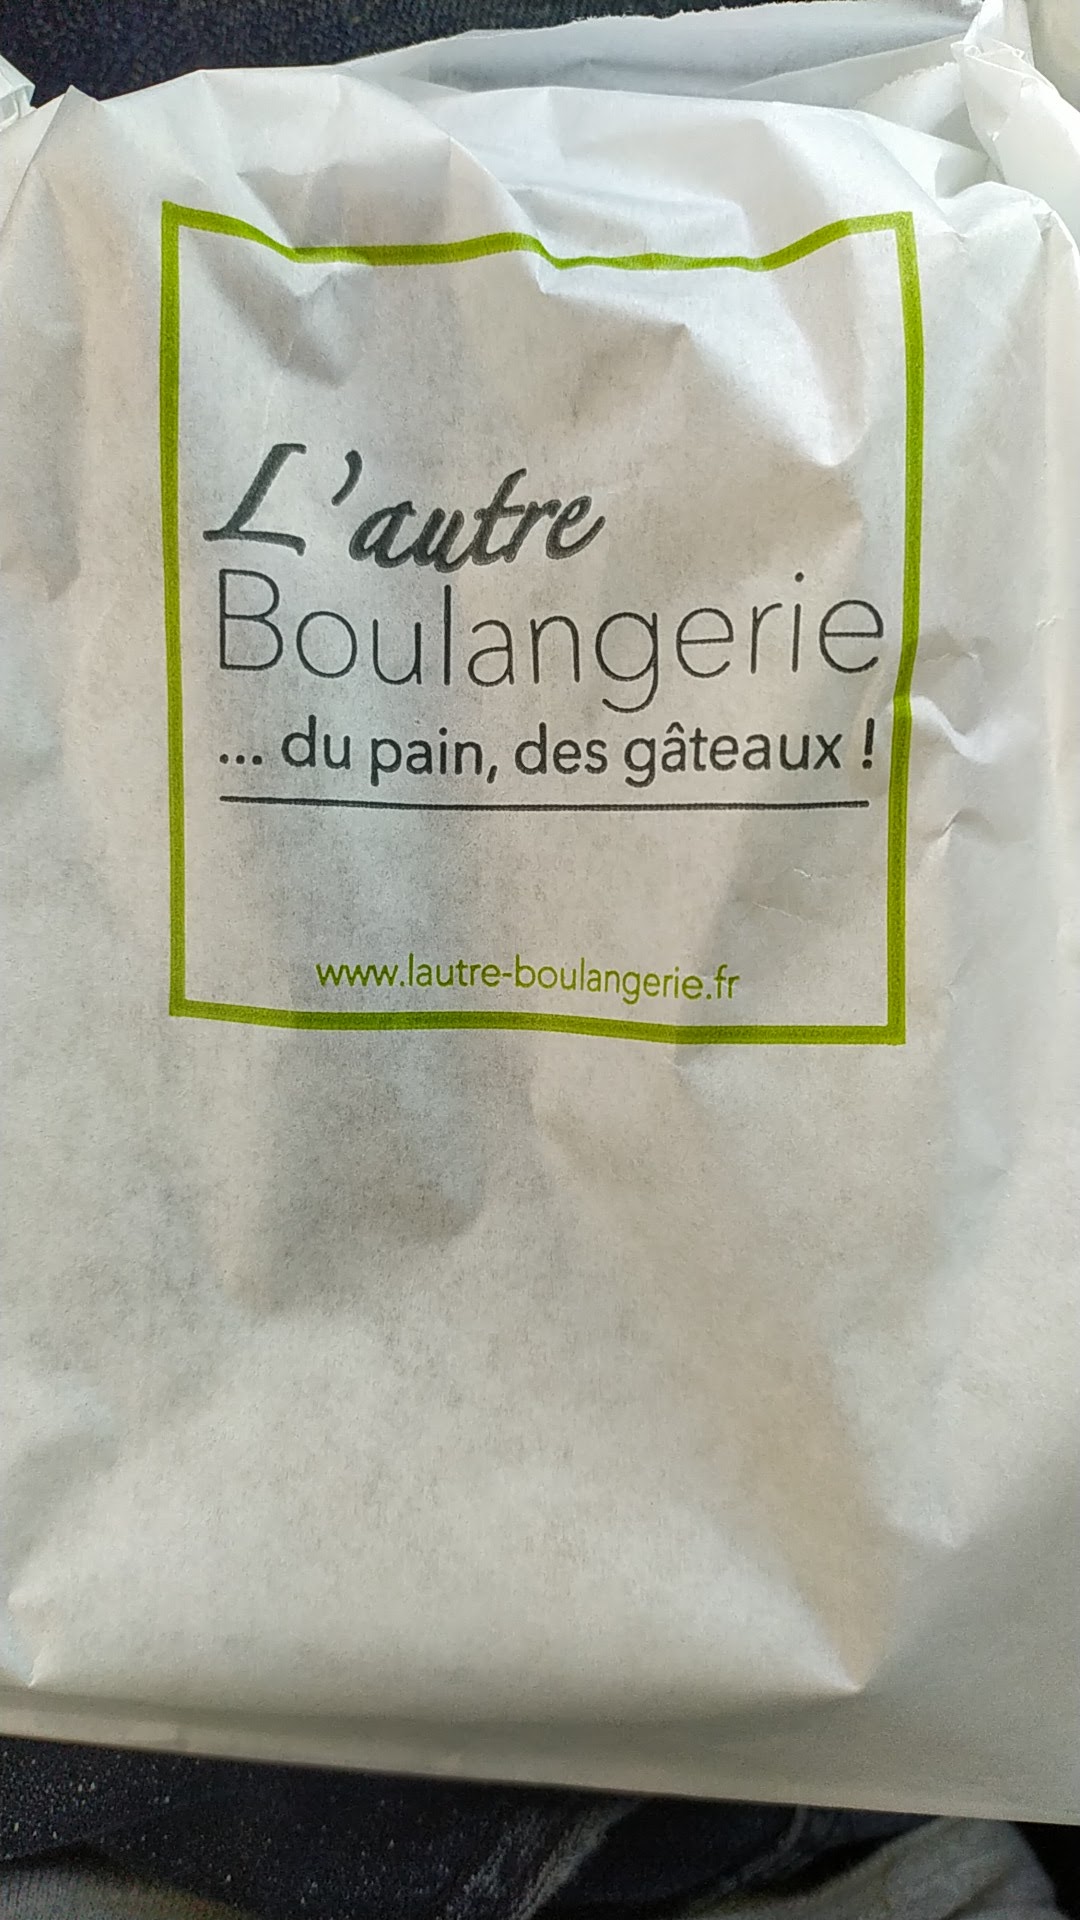 L'autre
Boulangerie
... du pain, des gâteaux !
www.lautre-boulangerie.fr